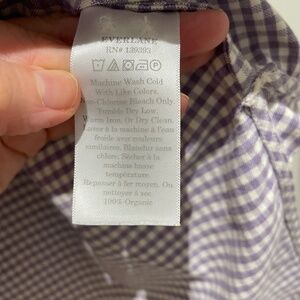 EVERLANE
RN# 139393
Machine Wash Cold
With Like Colors.
Non-Chlorine Bleach Only
Tumble Dry Low.
Warm Iron. Or Dry Clean.
Laver à la machine à l'eau
froide avec couleurs
similaires. Blanchir sans
chlore. Sécher à la
machine basse
température.
Repasser à fer moyen. Ou
nettoyer à sec
100% Organic